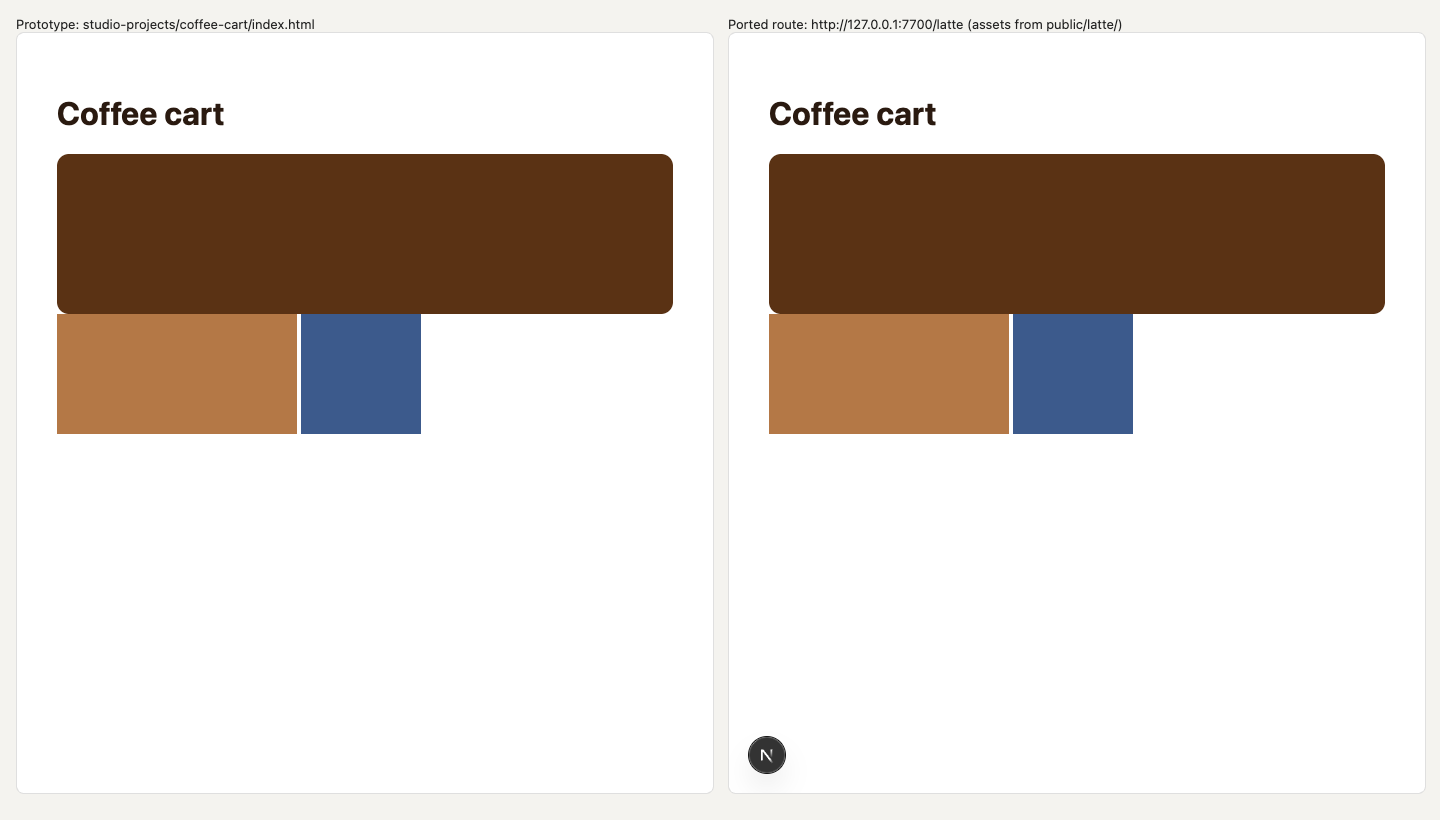 Prototype: studio-projects/coffee-cart/index.html
Ported route: http://127.0.0.1:7700/latte (assets from public/latte/)
Coffee cart
Coffee cart
N